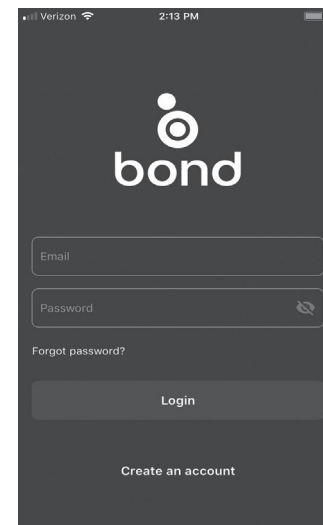 Verizon 2:13 PM
bond
Email
Password
Forgot password?
Login
Create an account